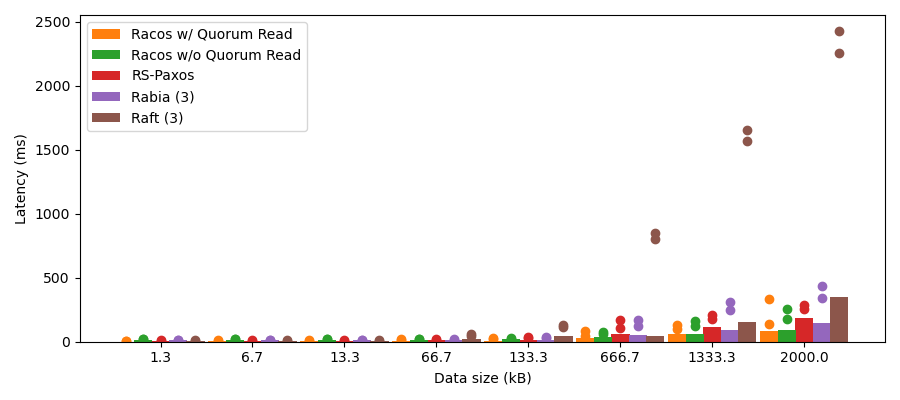 Racos w/ Quorum Read
Racos w/o Quorum Read
RS-Paxos
Rabia (3)
Raft (3)
Latency (ms)
2500
2000
1500
1000
500
0
1.3 6.7 13.3 66.7 133.3 666.7 1333.3 2000.0
Data size (kB)